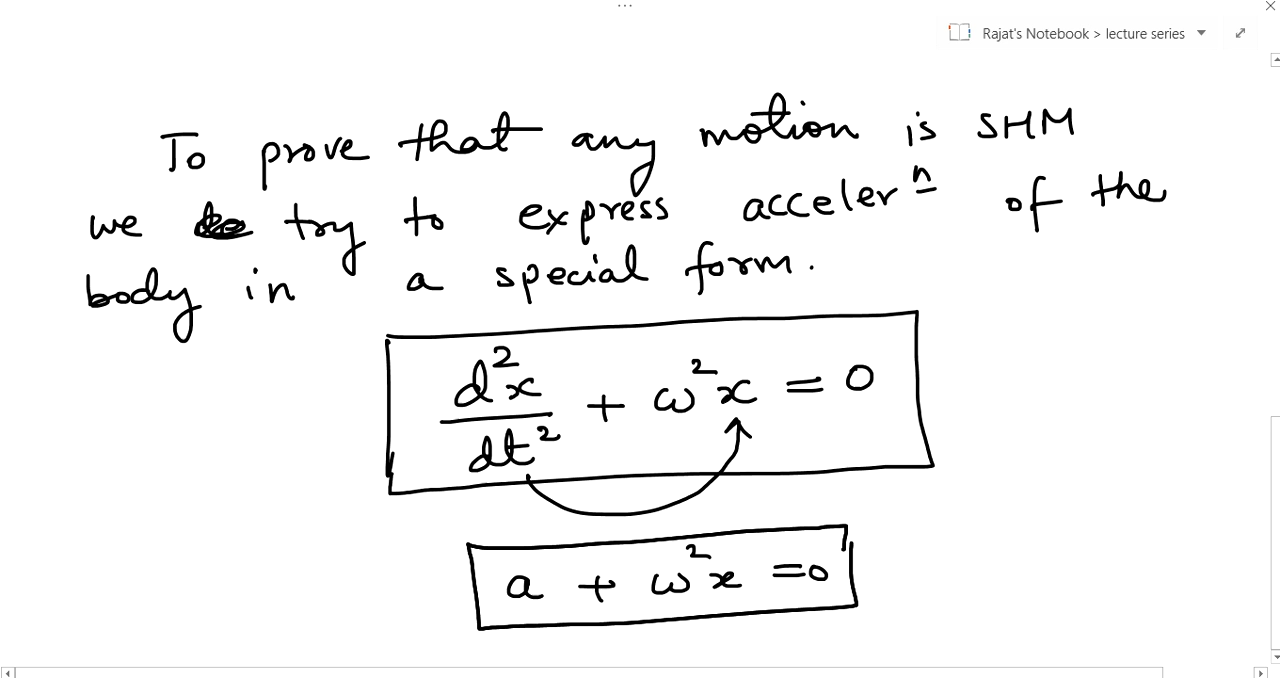 ...
Rajat's Notebook > lecture series
To prove that any motion is SHM
we try to express accelerⁿ of the
body in a special form.
d²x/dt² + ω²x = 0
a + ω²x = 0